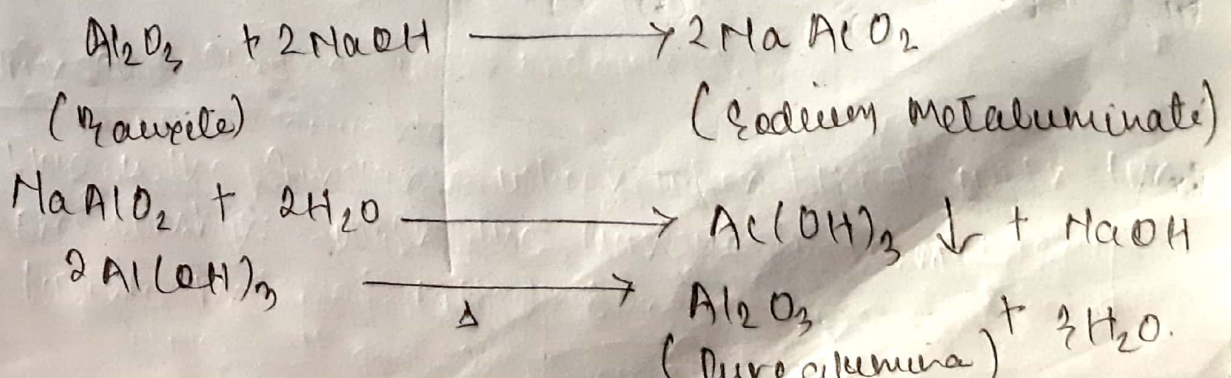 Al₂O₃ + 2NaOH ⟶ 2NaAlO₂
(Bauxite) (Sodium metaluminate)
NaAlO₂ + 2H₂O ⟶ Al(OH)₃ ↓ + NaOH
2Al(OH)₃ ⟶ Al₂O₃ + 3H₂O.
Δ (Pure alumina)